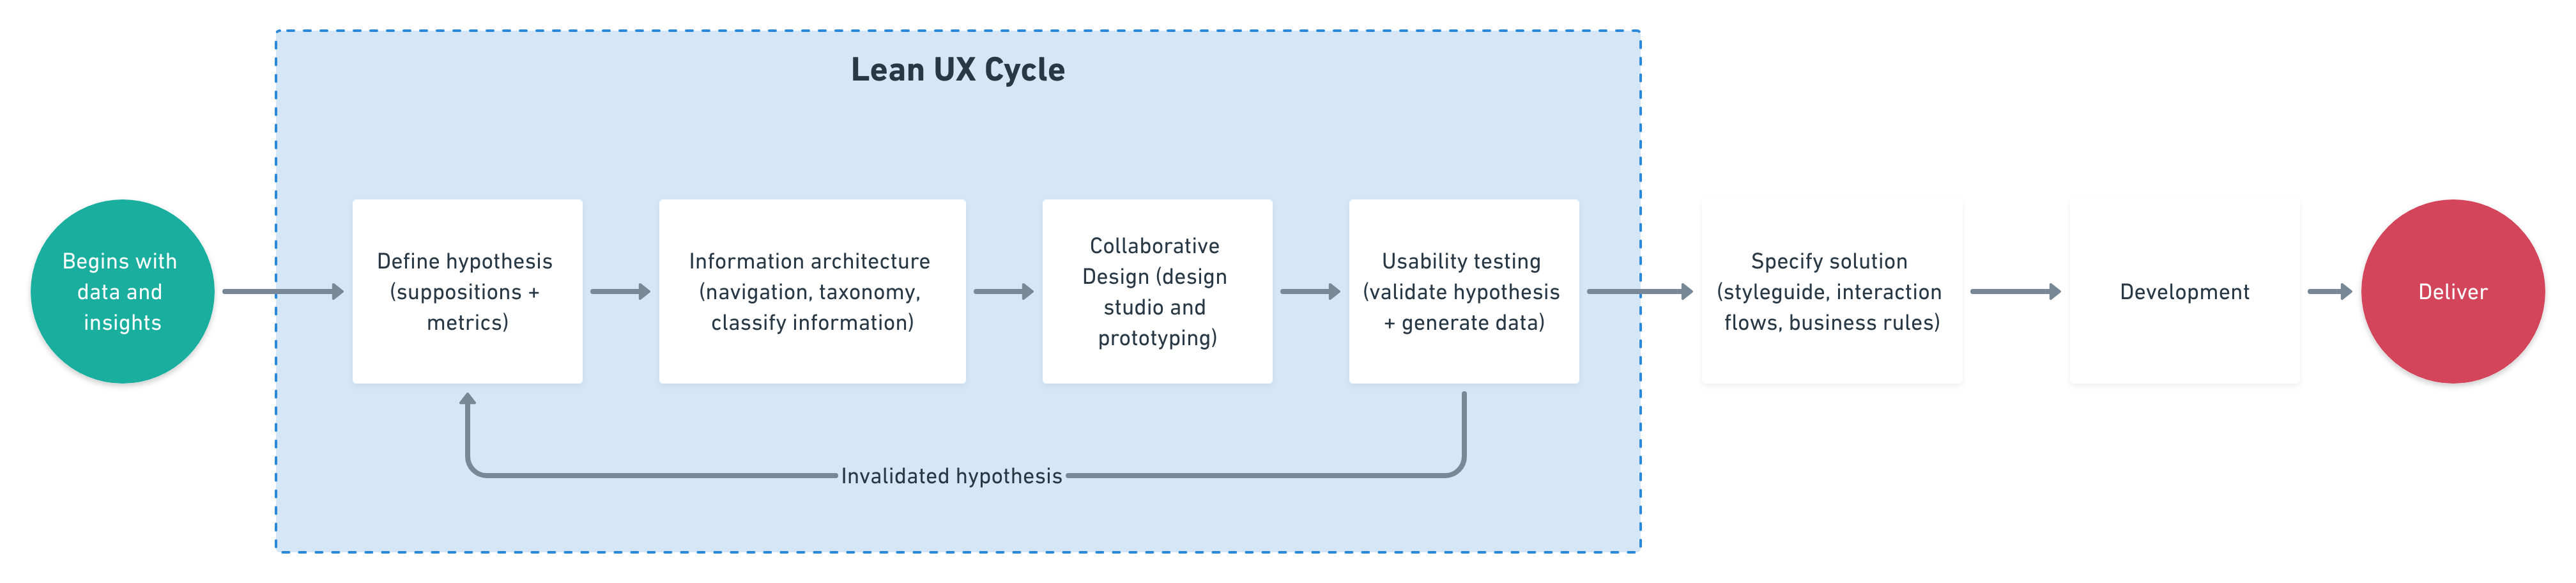 Lean UX Cycle
Begins with
data and
insights
Define hypothesis
(suppositions +
metrics)
Information architecture
(navigation, taxonomy,
classify information)
Collaborative
Design (design
studio and
prototyping)
Usability testing
(validate hypothesis
+ generate data)
Specify solution
(styleguide, interaction
flows, business rules)
Development
Deliver
Invalidated hypothesis